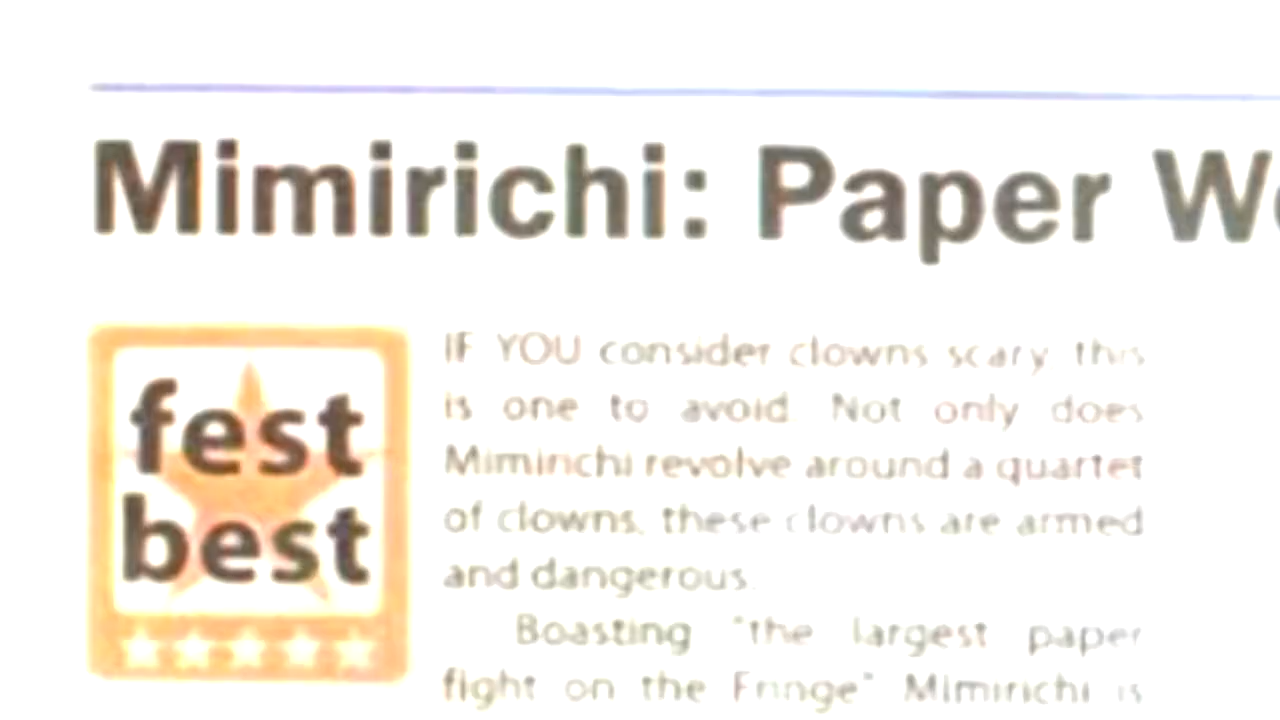 Mimirichi: Paper We
fest
best
IF YOU consider clowns scary this
is one to avoid. Not only does
Mimirichi revolve around a quartet
of clowns, these clowns are armed
and dangerous.
Boasting "the largest paper
fight on the Fringe" Mimirichi is